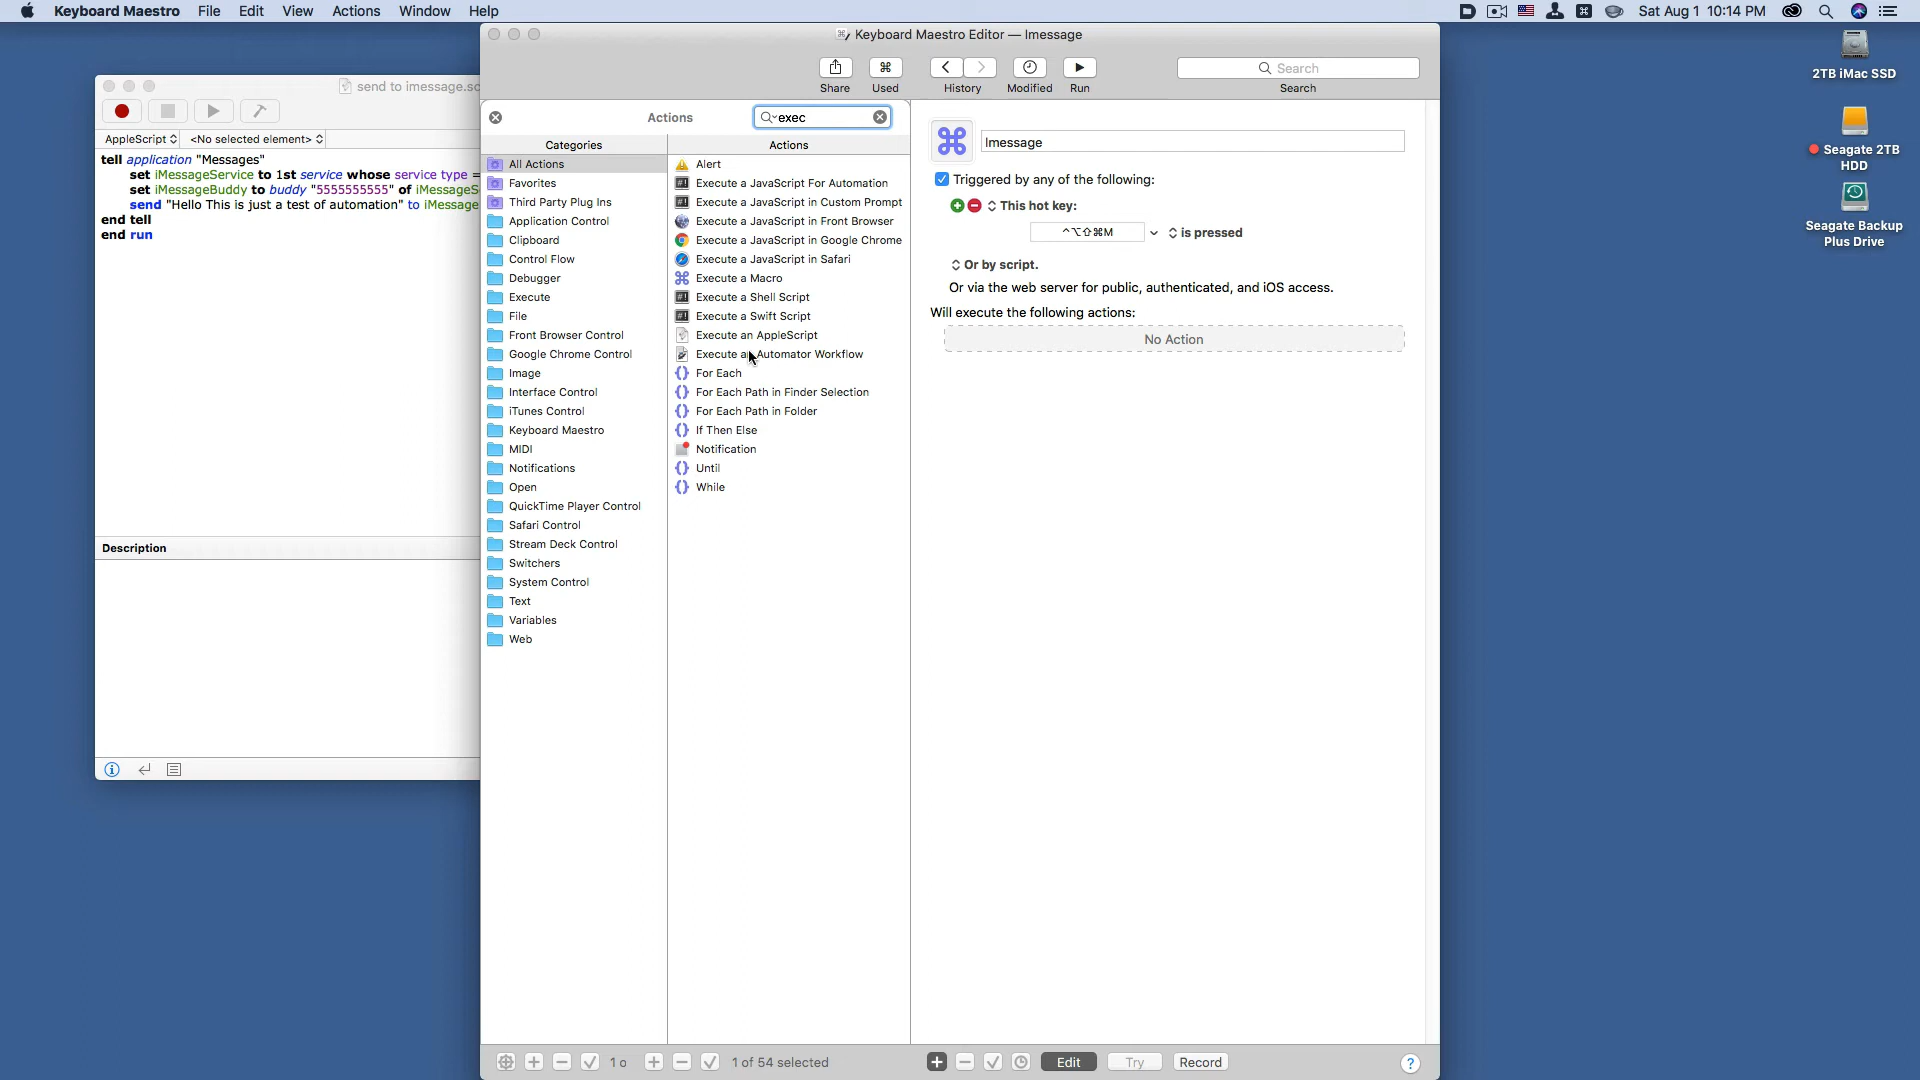 Keyboard Maestro File Edit View Actions Window Help
Sat Aug 1 10:14 PM
2TB iMac SSD
Seagate 2TB
HDD
Seagate Backup
Plus Drive
send to imessage.sc
AppleScript <No selected element>
tell application "Messages"
set iMessageService to 1st service whose service type =
set iMessageBuddy to buddy "5555555555" of iMessageS
send "Hello This is just a test of automation" to iMessage
end tell
end run
Description
Keyboard Maestro Editor — Imessage
Share Used History Modified Run
Search
Search
Actions
exec
Categories
All Actions
Favorites
Third Party Plug Ins
Application Control
Clipboard
Control Flow
Debugger
Execute
File
Front Browser Control
Google Chrome Control
Image
Interface Control
iTunes Control
Keyboard Maestro
MIDI
Notifications
Open
QuickTime Player Control
Safari Control
Stream Deck Control
Switchers
System Control
Text
Variables
Web
Actions
Alert
Execute a JavaScript For Automation
Execute a JavaScript in Custom Prompt
Execute a JavaScript in Front Browser
Execute a JavaScript in Google Chrome
Execute a JavaScript in Safari
Execute a Macro
Execute a Shell Script
Execute a Swift Script
Execute an AppleScript
Execute an Automator Workflow
For Each
For Each Path in Finder Selection
For Each Path in Folder
If Then Else
Notification
Until
While
Imessage
Triggered by any of the following:
This hot key:
⌃⌥⇧⌘M is pressed
Or by script.
Or via the web server for public, authenticated, and iOS access.
Will execute the following actions:
No Action
1 o
1 of 54 selected
Edit Try Record
?